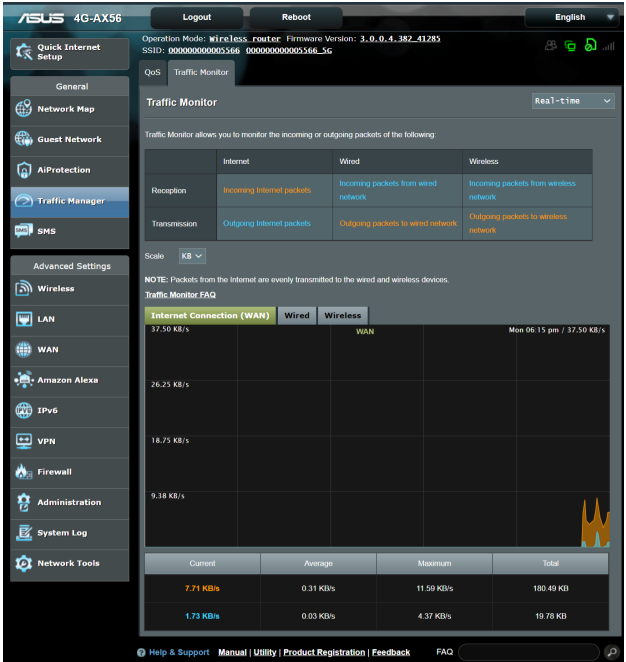 ASUS 4G-AX56 Logout Reboot English
Operation Mode: Wireless router Firmware Version: 3.0.0.4.382_41285
SSID: 000000000005566 000000000005566_5G
Quick Internet
Setup
General
Network Map
Guest Network
AiProtection
Traffic Manager
SMS
SMS
Advanced Settings
Wireless
LAN
WAN
Amazon Alexa
IPV6
IPv6
VPN
Firewall
Administration
System Log
Network Tools
QoS Traffic Monitor
Traffic Monitor Real-time
Traffic Monitor allows you to monitor the incoming or outgoing packets of the following:
Internet Wired Wireless
Reception Incoming Internet packets Incoming packets from wired network Incoming packets from wireless network
Transmission Outgoing Internet packets Outgoing packets to wired network Outgoing packets to wireless network
Scale KB
NOTE: Packets from the Internet are evenly transmitted to the wired and wireless devices.
Traffic Monitor FAQ
Internet Connection (WAN) Wired Wireless
37.50 KB/s WAN Mon 06:15 pm / 37.50 KB/s
26.25 KB/s
18.75 KB/s
9.38 KB/s
Current Average Maximum Total
7.71 KB/s 0.31 KB/s 11.59 KB/s 180.49 KB
1.73 KB/s 0.03 KB/s 4.37 KB/s 19.78 KB
? Help & Support Manual | Utility | Product Registration | Feedback FAQ